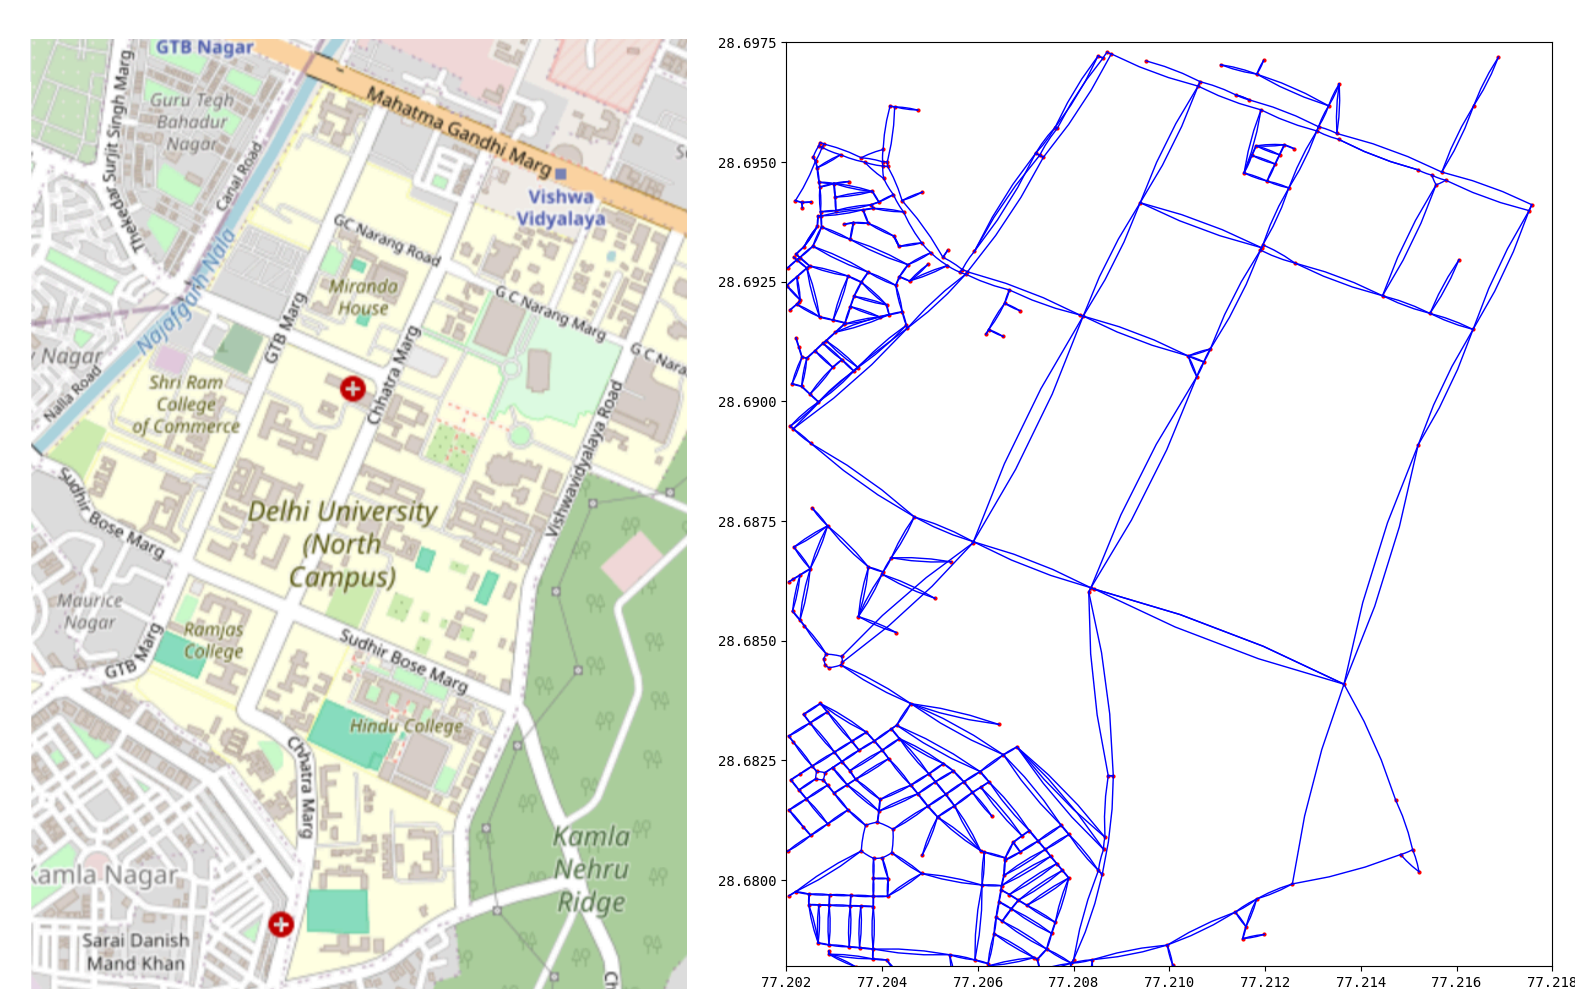 GTB Nagar
Guru Tegh
Bahadur
Nagar
Thekedar Surjit Singh Marg
Canal Road
Mahatma Gandhi Marg
Vishwa
Vidyalaya
GC Narang Road
Miranda
House
G C Narang Marg
G C Nara
Najafgarh Nala
GTB Marg
Chhatra Marg
Nagar
Nalla Road
Shri Ram
College
of Commerce
Vishwavidyalaya Road
Sudhir Bose Marg
Delhi University
(North
Campus)
Maurice
Nagar
Ramjas
College
GTB Marg
Sudhir Bose Marg
Hindu College
Chhatra Marg
Kamla
Nehru
Ridge
Kamla Nagar
Sarai Danish
Mand Khan
Ch
28.6975
28.6950
28.6925
28.6900
28.6875
28.6850
28.6825
28.6800
77.202 77.204 77.206 77.208 77.210 77.212 77.214 77.216 77.218